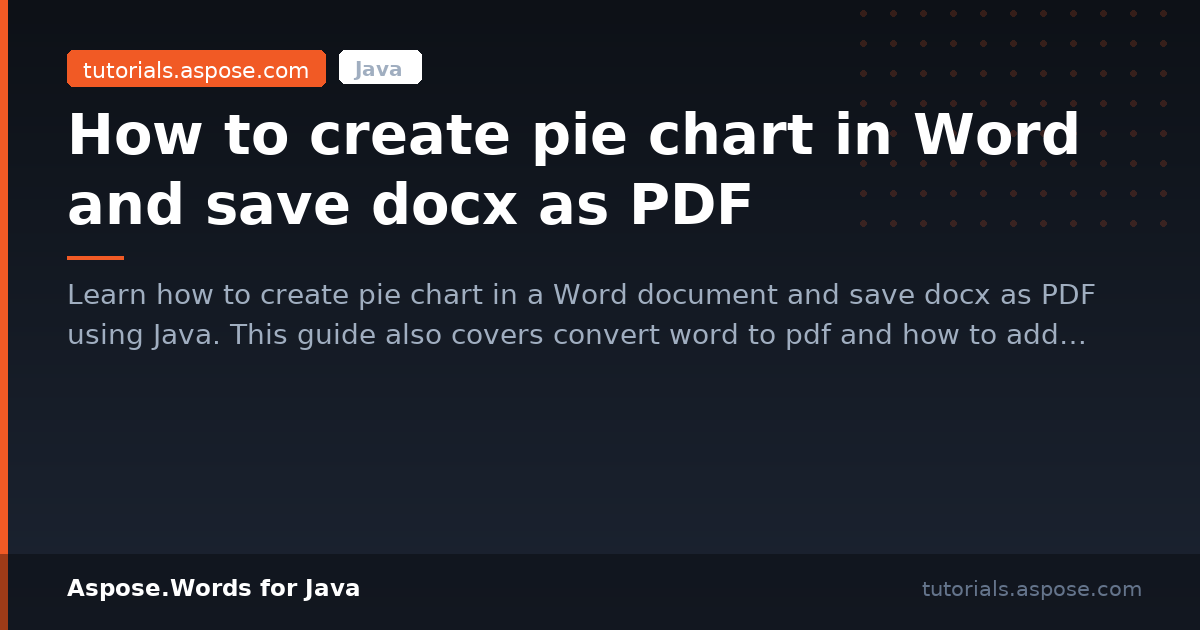 tutorials.aspose.com Java
How to create pie chart in Word
and save docx as PDF
Learn how to create pie chart in a Word document and save docx as PDF
using Java. This guide also covers convert word to pdf and how to add...
Aspose.Words for Java
tutorials.aspose.com